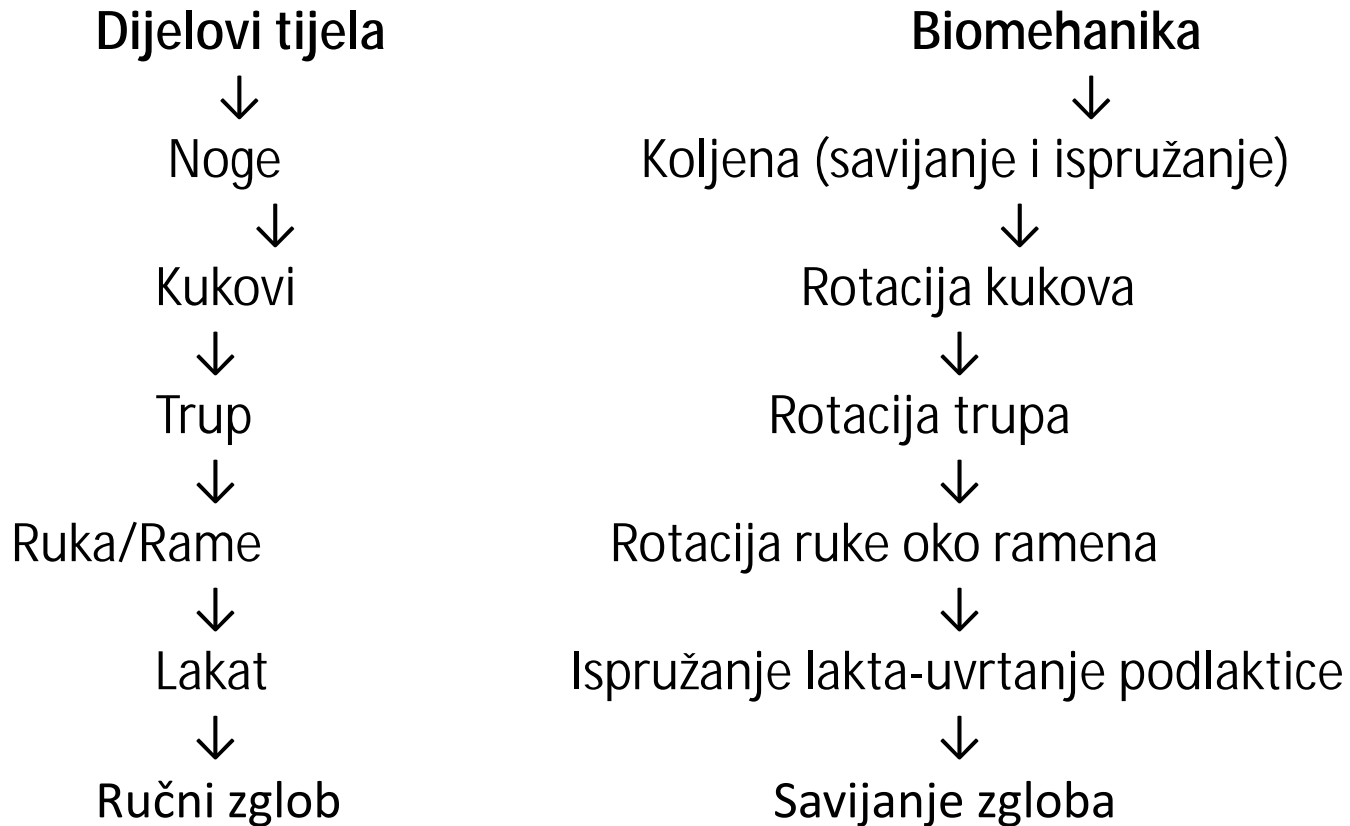 Dijelovi tijela Biomehanika
↓ ↓
Noge Koljena (savijanje i ispružanje)
↓ ↓
Kukovi Rotacija kukova
↓ ↓
Trup Rotacija trupa
↓ ↓
Ruka/Rame Rotacija ruke oko ramena
↓ ↓
Lakat Ispružanje lakta-uvrtanje podlaktice
↓ ↓
Ručni zglob Savijanje zgloba